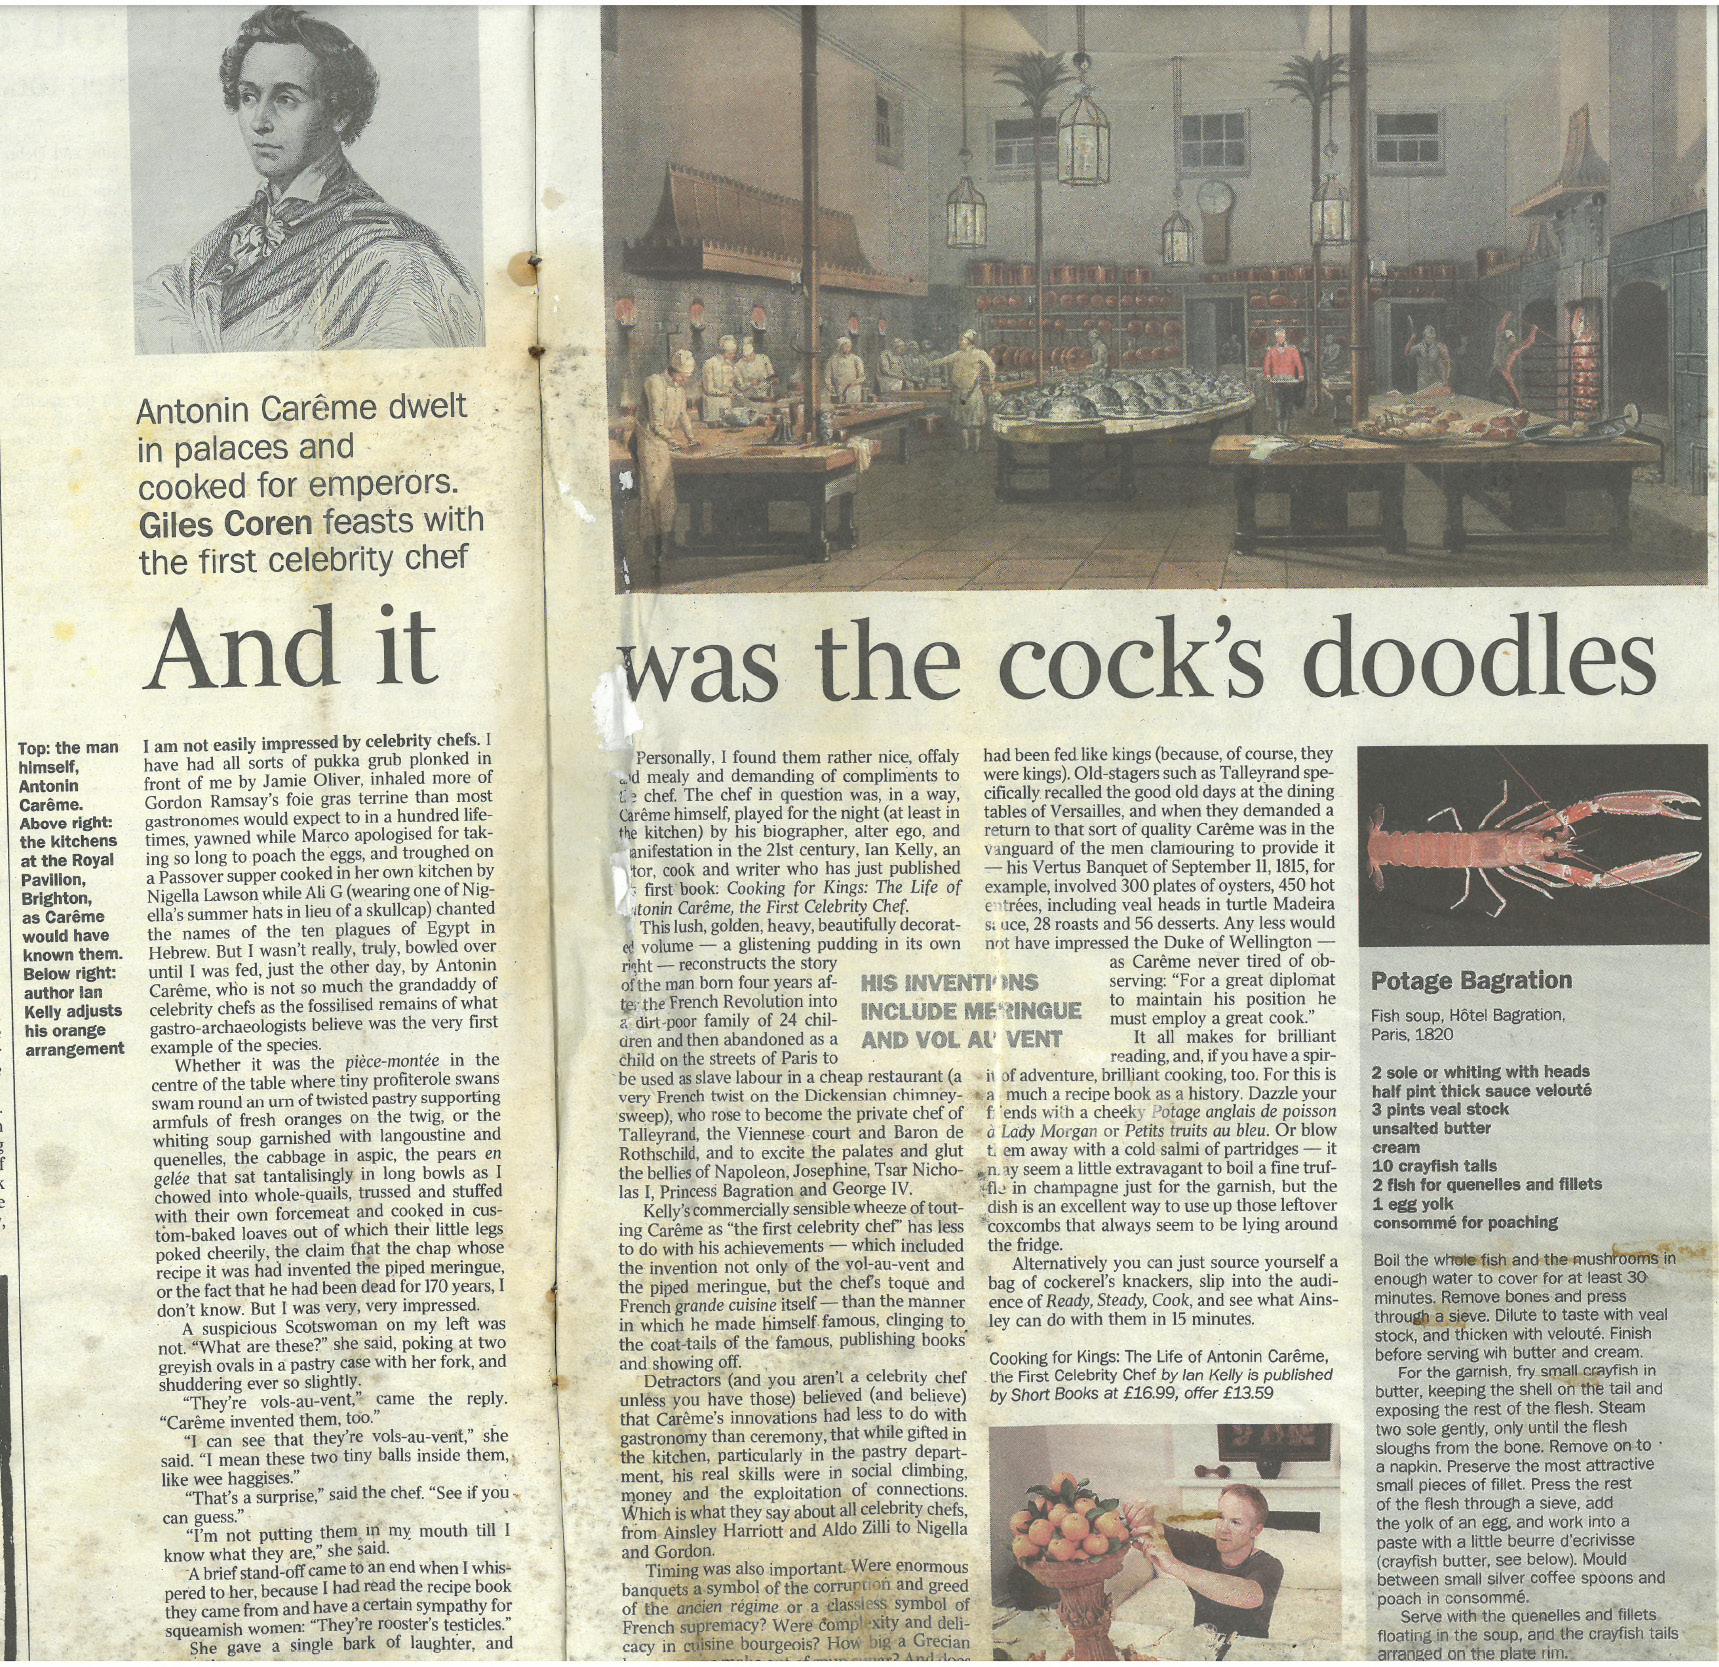 Antonin Carême dwelt
in palaces and
cooked for emperors.
Giles Coren feasts with
the first celebrity chef
And it was the cock's doodles
Top: the man
himself,
Antonin
Carême.
Above right:
the kitchens
at the Royal
Pavilion,
Brighton,
as Carême
would have
known them.
Below right:
author Ian
Kelly adjusts
his orange
arrangement
I am not easily impressed by celebrity chefs. I
have had all sorts of pukka grub plonked in
front of me by Jamie Oliver, inhaled more of
Gordon Ramsay's foie gras terrine than most
gastronomes would expect to in a hundred life-
times, yawned while Marco apologised for tak-
ing so long to poach the eggs, and troughed on
a Passover supper cooked in her own kitchen by
Nigella Lawson while Ali G (wearing one of Nig-
ella's summer hats in lieu of a skullcap) chanted
the names of the ten plagues of Egypt in
Hebrew. But I wasn't really, truly, bowled over
until I was fed, just the other day, by Antonin
Carême, who is not so much the grandaddy of
celebrity chefs as the fossilised remains of what
gastro-archaeologists believe was the very first
example of the species.
Whether it was the pièce-montée in the
centre of the table where tiny profiterole swans
swam round an urn of twisted pastry supporting
armfuls of fresh oranges on the twig, or the
whiting soup garnished with langoustine and
quenelles, the cabbage in aspic, the pears en
gelée that sat tantalisingly in long bowls as I
chowed into whole-quails, trussed and stuffed
with their own forcemeat and cooked in cus-
tom-baked loaves out of which their little legs
poked cheerily, the claim that the chap whose
recipe it was had invented the piped meringue,
or the fact that he had been dead for 170 years, I
don't know. But I was very, very impressed.
A suspicious Scotswoman on my left was
not. "What are these?" she said, poking at two
greyish ovals in a pastry case with her fork, and
shuddering ever so slightly.
"They're vols-au-vent," came the reply.
"Carême invented them, too."
"I can see that they're vols-au-vent," she
said. "I mean these two tiny balls inside them,
like wee haggises."
"That's a surprise," said the chef. "See if you
can guess."
"I'm not putting them in my mouth till I
know what they are," she said.
A brief stand-off came to an end when I whis-
pered to her, because I had read the recipe book
they came from and have a certain sympathy for
squeamish women: "They're rooster's testicles."
She gave a single bark of laughter, and
Personally, I found them rather nice, offaly
and mealy and demanding of compliments to
the chef. The chef in question was, in a way,
Carême himself, played for the night (at least in
the kitchen) by his biographer, alter ego, and
manifestation in the 21st century, Ian Kelly, an
actor, cook and writer who has just published
first book: Cooking for Kings: The Life of
Antonin Carême, the First Celebrity Chef.
This lush, golden, heavy, beautifully decorat-
ed volume — a glistening pudding in its own
right — reconstructs the story
of the man born four years af-
ter the French Revolution into
a dirt-poor family of 24 chil-
dren and then abandoned as a
child on the streets of Paris to
be used as slave labour in a cheap restaurant (a
very French twist on the Dickensian chimney-
sweep), who rose to become the private chef of
Talleyrand, the Viennese court and Baron de
Rothschild, and to excite the palates and glut
the bellies of Napoleon, Josephine, Tsar Nicho-
las I, Princess Bagration and George IV.
Kelly's commercially sensible wheeze of tout-
ing Carême as "the first celebrity chef" has less
to do with his achievements — which included
the invention not only of the vol-au-vent and
the piped meringue, but the chef's toque and
French grande cuisine itself — than the manner
in which he made himself famous, clinging to
the coat-tails of the famous, publishing books
and showing off.
Detractors (and you aren't a celebrity chef
unless you have those) believed (and believe)
that Carême's innovations had less to do with
gastronomy than ceremony, that while gifted in
the kitchen, particularly in the pastry depart-
ment, his real skills were in social climbing,
money and the exploitation of connections.
Which is what they say about all celebrity chefs,
from Ainsley Harriott and Aldo Zilli to Nigella
and Gordon.
Timing was also important. Were enormous
banquets a symbol of the corruption and greed
of the ancien régime or a classless symbol of
French supremacy? Were complexity and deli-
cacy in cuisine bourgeois? How big a Grecian
HIS INVENTIONS
INCLUDE MERINGUE
AND VOL AU VENT
had been fed like kings (because, of course, they
were kings). Old-stagers such as Talleyrand spe-
cifically recalled the good old days at the dining
tables of Versailles, and when they demanded a
return to that sort of quality Carême was in the
vanguard of the men clamouring to provide it
— his Vertus Banquet of September 11, 1815, for
example, involved 300 plates of oysters, 450 hot
entrées, including veal heads in turtle Madeira
sauce, 28 roasts and 56 desserts. Any less would
not have impressed the Duke of Wellington —
as Carême never tired of ob-
serving: "For a great diplomat
to maintain his position he
must employ a great cook."
It all makes for brilliant
reading, and, if you have a spir-
it of adventure, brilliant cooking, too. For this is
as much a recipe book as a history. Dazzle your
friends with a cheeky Potage anglais de poisson
à Lady Morgan or Petits truits au bleu. Or blow
them away with a cold salmi of partridges — it
may seem a little extravagant to boil a fine truf-
fle in champagne just for the garnish, but the
dish is an excellent way to use up those leftover
coxcombs that always seem to be lying around
the fridge.
Alternatively you can just source yourself a
bag of cockerel's knackers, slip into the audi-
ence of Ready, Steady, Cook, and see what Ains-
ley can do with them in 15 minutes.
Cooking for Kings: The Life of Antonin Carême,
the First Celebrity Chef by Ian Kelly is published
by Short Books at £16.99, offer £13.59
Potage Bagration
Fish soup, Hôtel Bagration,
Paris, 1820
2 sole or whiting with heads
half pint thick sauce velouté
3 pints veal stock
unsalted butter
cream
10 crayfish tails
2 fish for quenelles and fillets
1 egg yolk
consommé for poaching
Boil the whole fish and the mushrooms in
enough water to cover for at least 30
minutes. Remove bones and press
through a sieve. Dilute to taste with veal
stock, and thicken with velouté. Finish
before serving wih butter and cream.
For the garnish, fry small crayfish in
butter, keeping the shell on the tail and
exposing the rest of the flesh. Steam
two sole gently, only until the flesh
sloughs from the bone. Remove on to
a napkin. Preserve the most attractive
small pieces of fillet. Press the rest
of the flesh through a sieve, add
the yolk of an egg, and work into a
paste with a little beurre d'ecrivisse
(crayfish butter, see below). Mould
between small silver coffee spoons and
poach in consommé.
Serve with the quenelles and fillets
floating in the soup, and the crayfish tails
arranged on the plate rim.